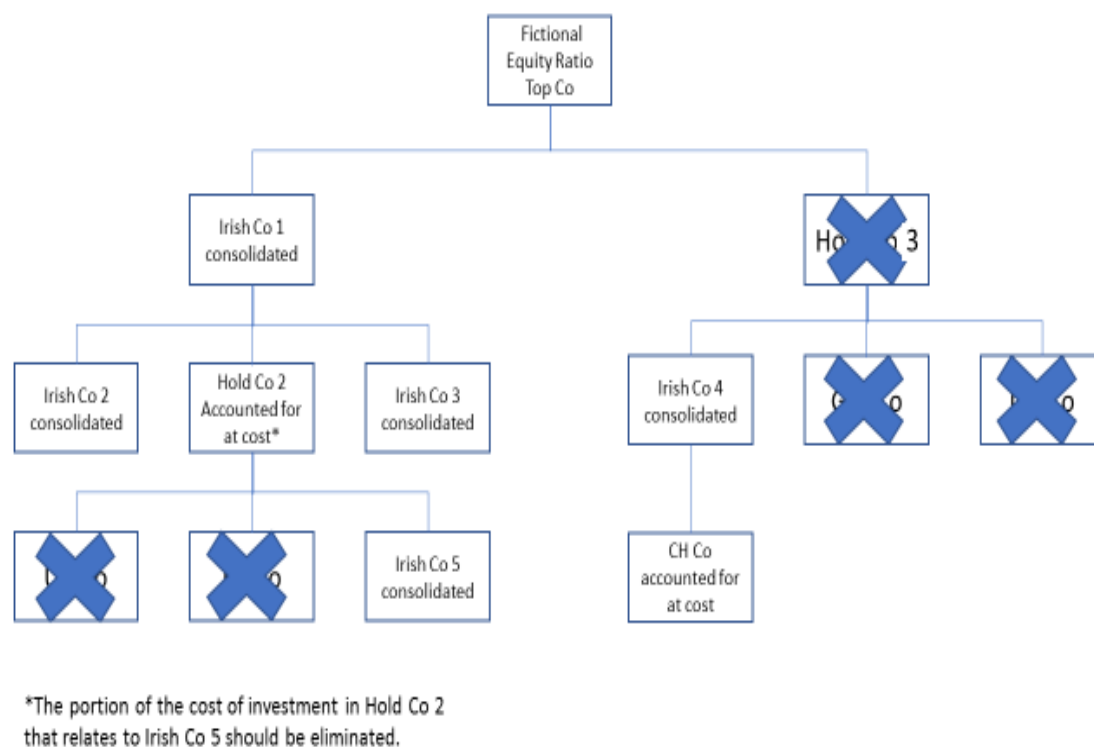 Fictional
Equity Ratio
Top Co
Irish Co 1
consolidated
3
Irish Co 2
consolidated
Hold Co 2
Accounted for
at cost*
Irish Co 3
consolidated
Irish Co 4
consolidated
Irish Co 5
consolidated
CH Co
accounted for
at cost
*The portion of the cost of investment in Hold Co 2
that relates to Irish Co 5 should be eliminated.